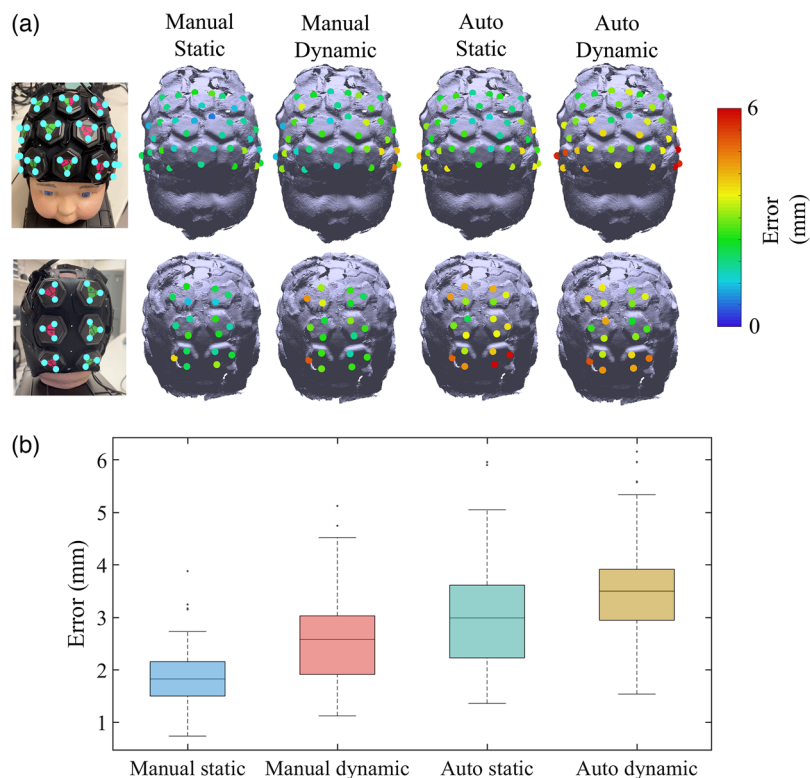 (a)
Manual
Static
Manual
Dynamic
Auto
Static
Auto
Dynamic
6
Error
(mm)
0
(b)
6
5
4
3
2
1
Error (mm)
Manual static
Manual dynamic
Auto static
Auto dynamic